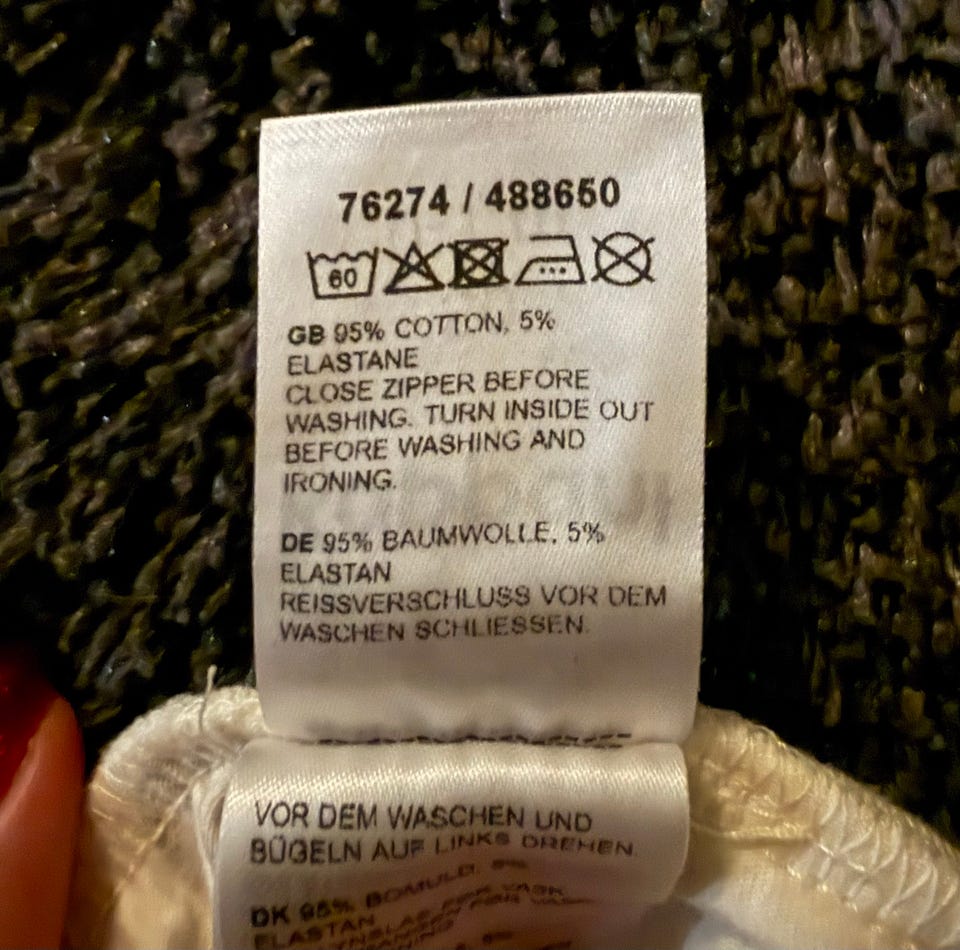 76274 / 488650
60
GB 95% COTTON, 5%
ELASTANE
CLOSE ZIPPER BEFORE
WASHING. TURN INSIDE OUT
BEFORE WASHING AND
IRONING.
DE 95% BAUMWOLLE, 5%
ELASTAN
REISSVERSCHLUSS VOR DEM
WASCHEN SCHLIESSEN.
VOR DEM WASCHEN UND
BÜGELN AUF LINKS DREHEN.
DK 95% BOMULD, 5%
ELASTAN